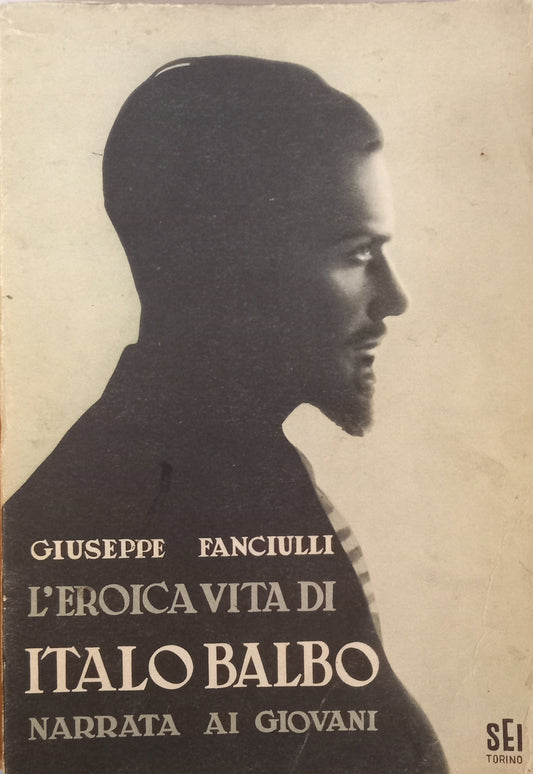 GIUSEPPE FANCIULLI
L'EROICA VITA DI
ITALO BALBO
NARRATA AI GIOVANI
SEI
TORINO